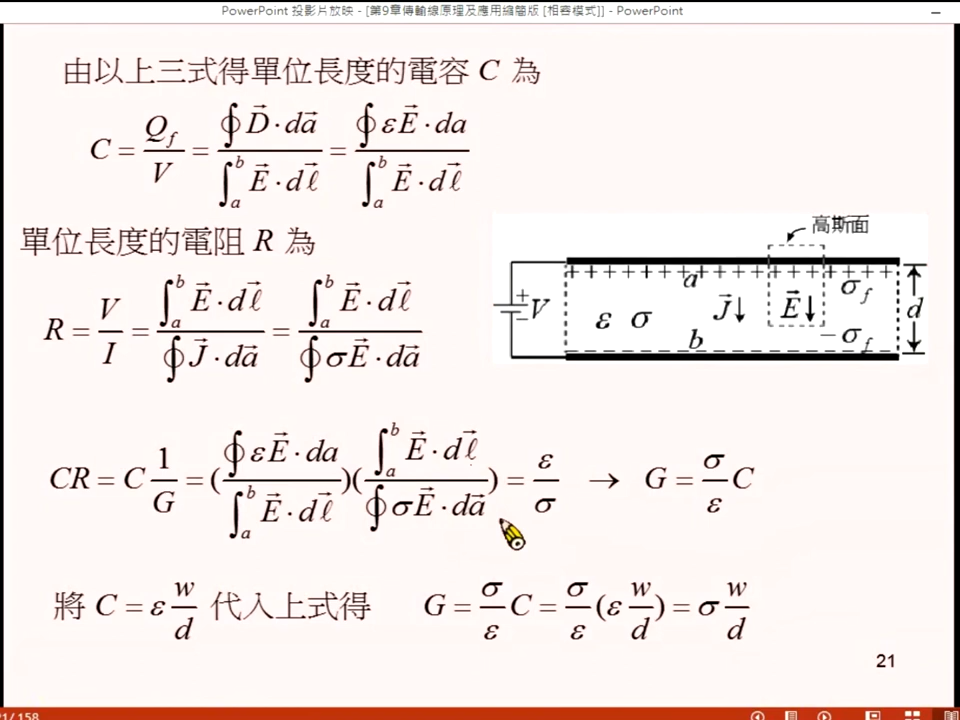 PowerPoint 投影片放映 - [第9章傳輸線原理及應用縮簡版 [相容模式]] - PowerPoint
由以上三式得單位長度的電容 C 為
C = Q_f / V = ∮ D⃗ · da⃗ / ∫_a^b E⃗ · dℓ⃗ = ∮ εE⃗ · da / ∫_a^b E⃗ · dℓ⃗
單位長度的電阻 R 為
R = V / I = ∫_a^b E⃗ · dℓ⃗ / ∮ J⃗ · da⃗ = ∫_a^b E⃗ · dℓ⃗ / ∮ σE⃗ · da⃗
高斯面
+ + + + + + + + + + + + + + + + + +
a
σ_f
+ − V
ε σ
J⃗↓
E⃗↓
d
b
−σ_f
CR = C 1/G = (∮ εE⃗ · da / ∫_a^b E⃗ · dℓ⃗)(∫_a^b E⃗ · dℓ⃗ / ∮ σE⃗ · da⃗) = ε/σ → G = σ/ε C
將 C = ε w/d 代入上式得 G = σ/ε C = σ/ε (ε w/d) = σ w/d
21
21/158